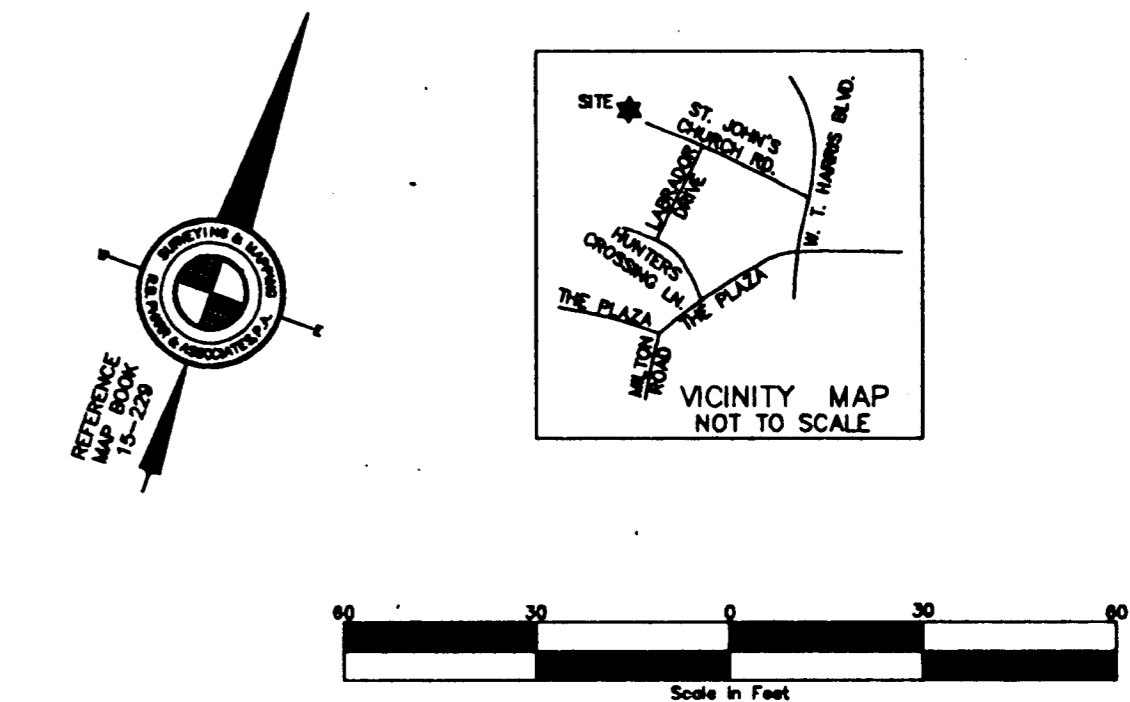 SURVEYING & MAPPING
R.B. PHARR & ASSOCIATES, P.A.
W
E
REFERENCE
MAP BOOK
15-229
SITE
ST. JOHN'S
CHURCH RD.
W. T. HARRIS BLVD.
LABRADOR
DRIVE
HUNTERS
CROSSING LN.
THE PLAZA
THE PLAZA
MILTON
ROAD
VICINITY MAP
NOT TO SCALE
60 30 0 30 60
Scale in Feet